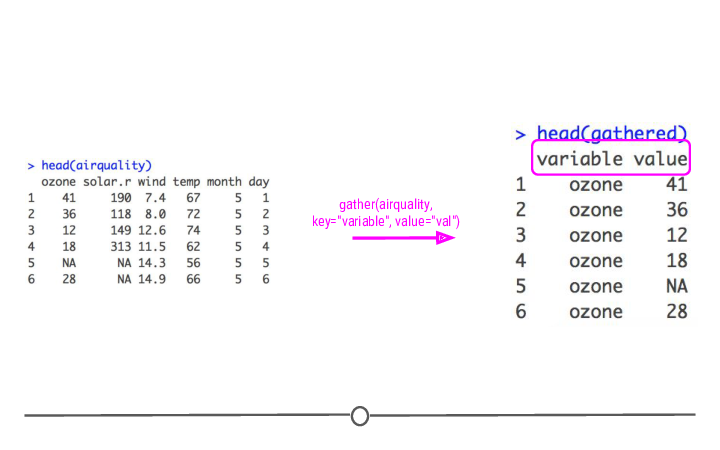 > head(airquality)
ozone solar.r wind temp month day
1 41 190 7.4 67 5 1
2 36 118 8.0 72 5 2
3 12 149 12.6 74 5 3
4 18 313 11.5 62 5 4
5 NA NA 14.3 56 5 5
6 28 NA 14.9 66 5 6
gather(airquality,
key="variable", value="val")
> head(gathered)
variable value
1 ozone 41
2 ozone 36
3 ozone 12
4 ozone 18
5 ozone NA
6 ozone 28